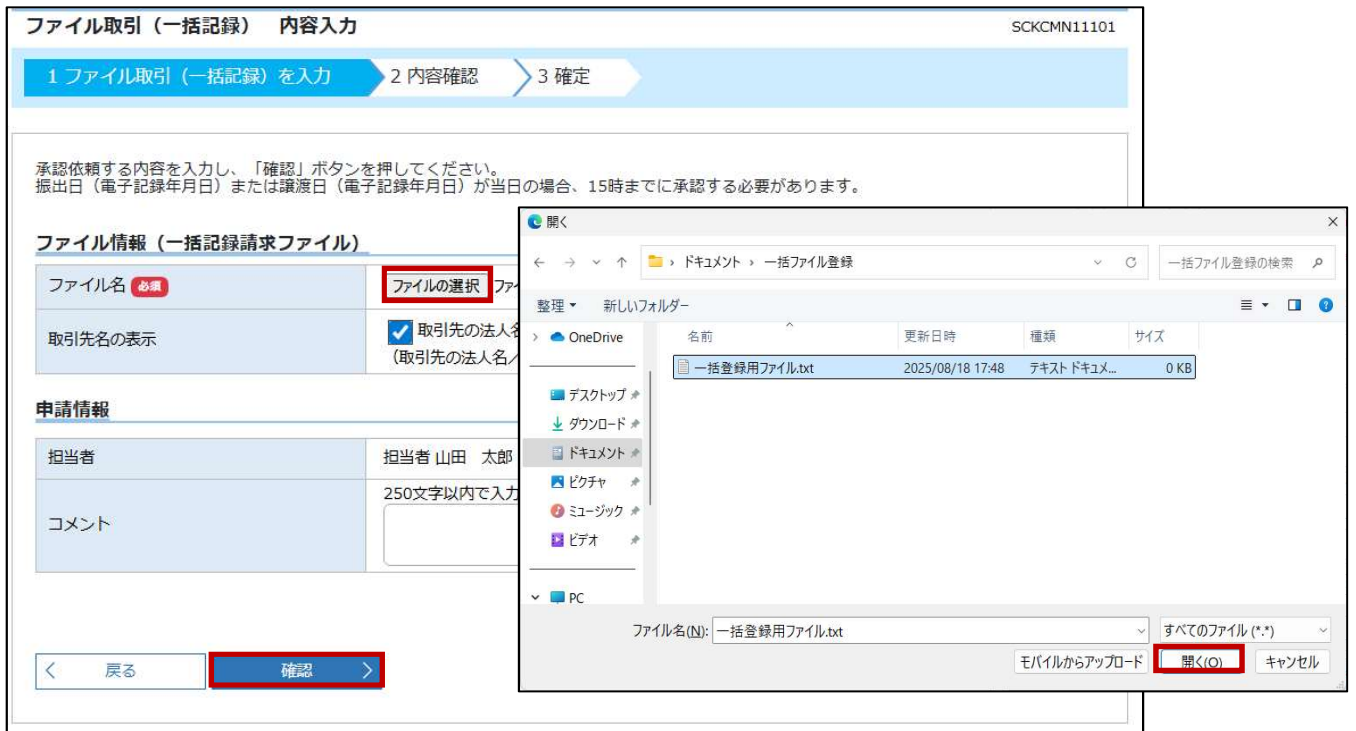 ファイル取引（一括記録）　内容入力
SCKCMN11101
1 ファイル取引（一括記録）を入力
2 内容確認
3 確定
承認依頼する内容を入力し、「確認」ボタンを押してください。
振出日（電子記録年月日）または譲渡日（電子記録年月日）が当日の場合、15時までに承認する必要があります。
ファイル情報（一括記録請求ファイル）
ファイル名 必須
ファイルの選択 ファイ
取引先名の表示
取引先の法人名
（取引先の法人名／
申請情報
担当者
担当者 山田　太郎
コメント
250文字以内で入力
戻る
確認
開く
ドキュメント › 一括ファイル登録
一括ファイル登録の検索
整理
新しいフォルダー
OneDrive
デスクトップ
ダウンロード
ドキュメント
ピクチャ
ミュージック
ビデオ
PC
名前
更新日時
種類
サイズ
一括登録用ファイル.txt
2025/08/18 17:48
テキスト ドキュメ...
0 KB
ファイル名(N):
一括登録用ファイル.txt
すべてのファイル (*.*)
モバイルからアップロード
開く(O)
キャンセル